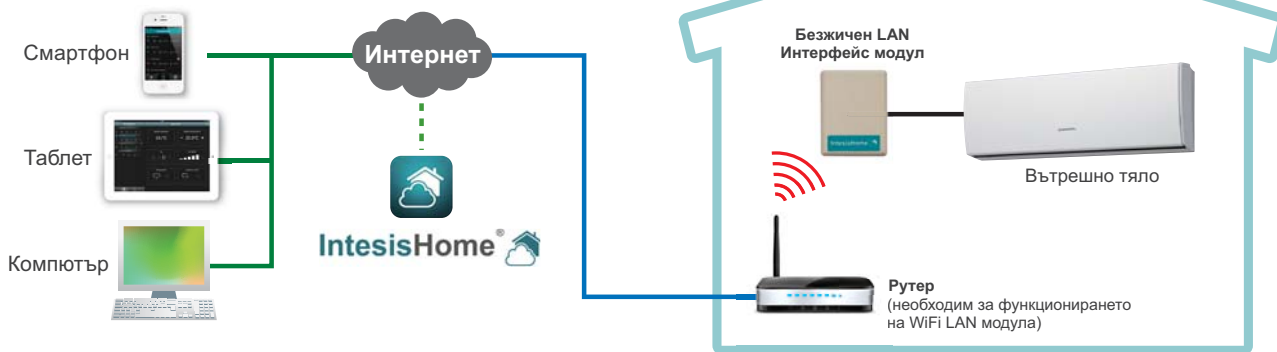 Смартфон
Таблет
Компютър
Интернет
IntesisHome®
Безжичен LAN
Интерфейс модул
IntesisHome
Вътрешно тяло
Рутер
(необходим за функционирането
на WiFi LAN модула)